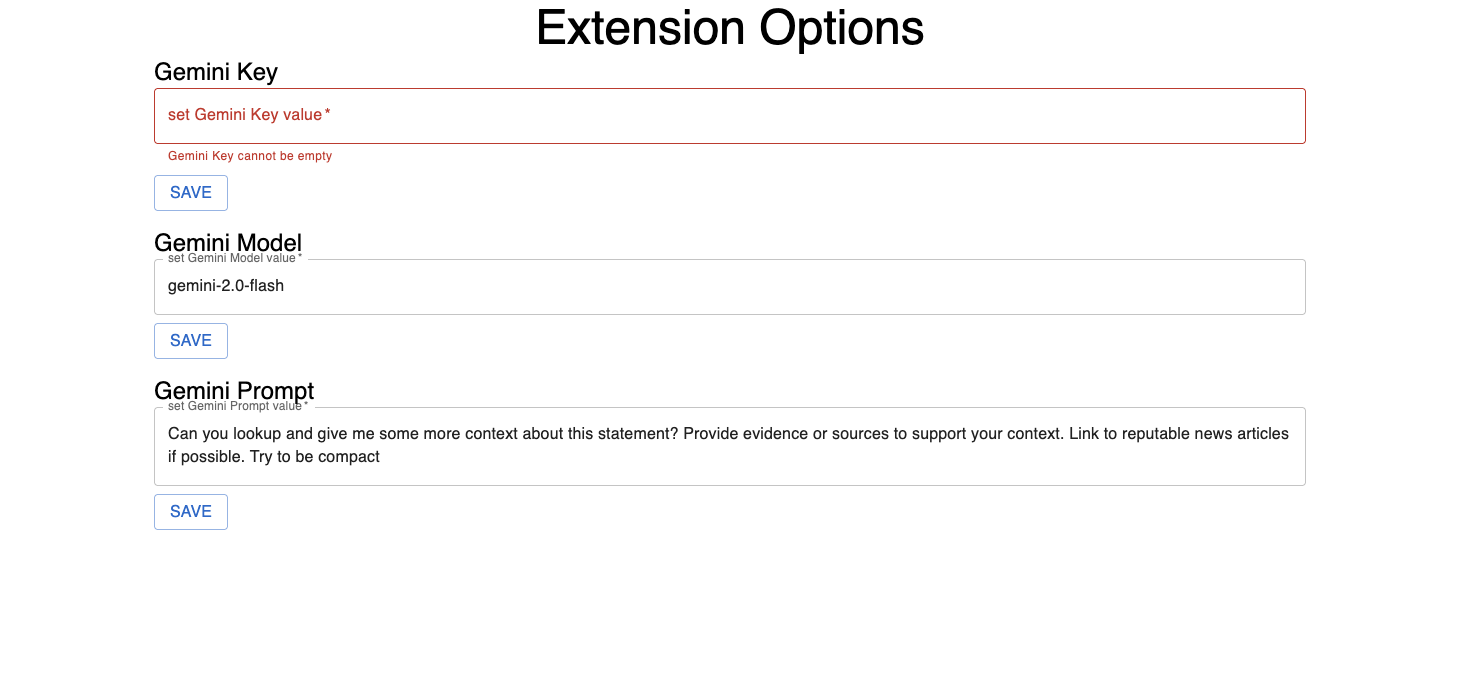 Extension Options
Gemini Key
set Gemini Key value *
Gemini Key cannot be empty
SAVE
Gemini Model
set Gemini Model value *
gemini-2.0-flash
SAVE
Gemini Prompt
set Gemini Prompt value *
Can you lookup and give me some more context about this statement? Provide evidence or sources to support your context. Link to reputable news articles
if possible. Try to be compact
SAVE